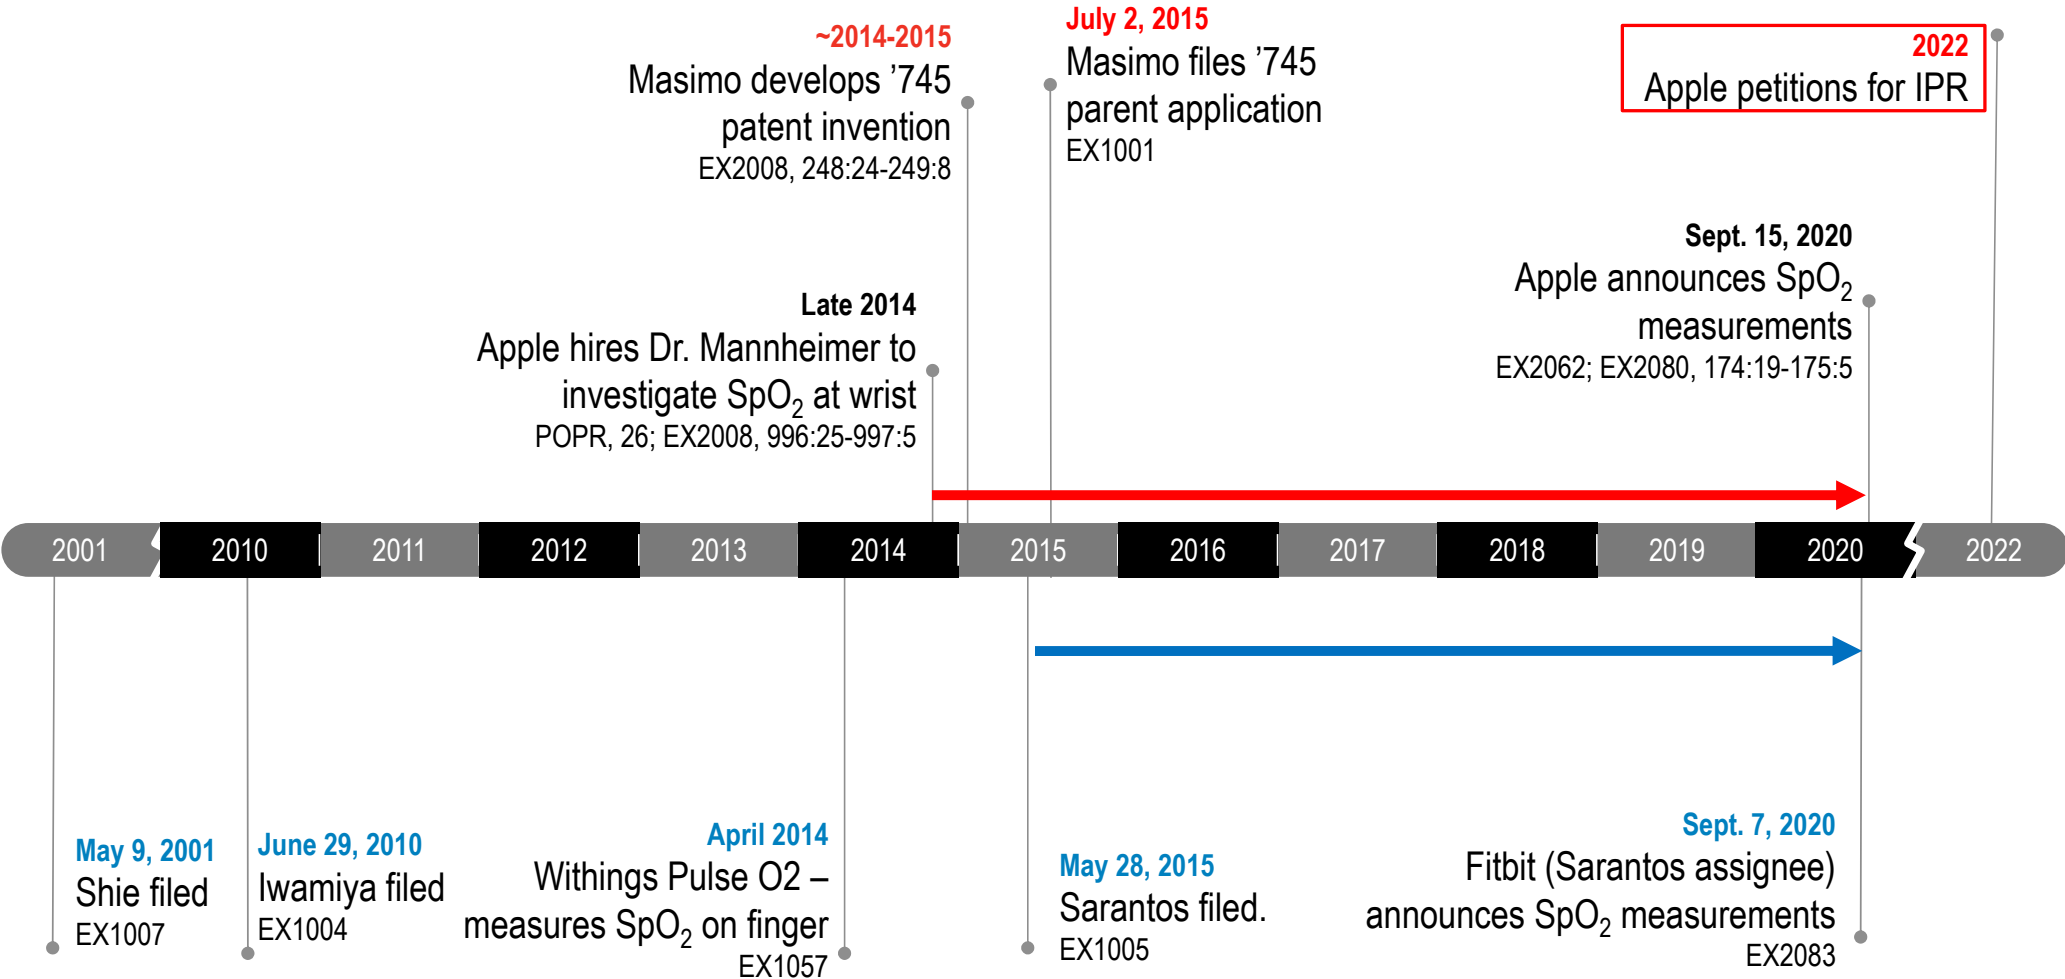 ~2014-2015
Masimo develops ’745
patent invention
EX2008, 248:24-249:8
July 2, 2015
Masimo files ’745
parent application
EX1001
2022
Apple petitions for IPR
Late 2014
Apple hires Dr. Mannheimer to
investigate SpO₂ at wrist
POPR, 26; EX2008, 996:25-997:5
Sept. 15, 2020
Apple announces SpO₂
measurements
EX2062; EX2080, 174:19-175:5
2001 2010 2011 2012 2013 2014 2015 2016 2017 2018 2019 2020 2022
May 9, 2001
Shie filed
EX1007
June 29, 2010
Iwamiya filed
EX1004
April 2014
Withings Pulse O2 –
measures SpO₂ on finger
EX1057
May 28, 2015
Sarantos filed.
EX1005
Sept. 7, 2020
Fitbit (Sarantos assignee)
announces SpO₂ measurements
EX2083